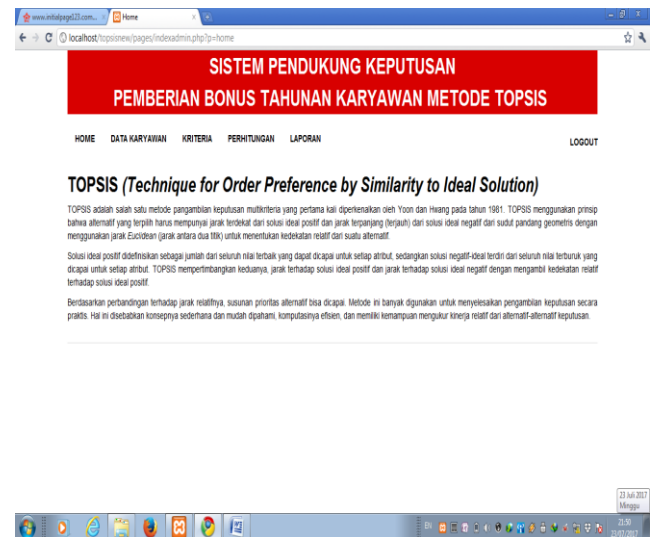 www.initialpage123.com...
Home
localhost/topsisnew/pages/indexadmin.php?p=home
SISTEM PENDUKUNG KEPUTUSAN
PEMBERIAN BONUS TAHUNAN KARYAWAN METODE TOPSIS
HOME DATA KARYAWAN KRITERIA PERHITUNGAN LAPORAN LOGOUT
TOPSIS (Technique for Order Preference by Similarity to Ideal Solution)
TOPSIS adalah salah satu metode pangambilan keputusan multikriteria yang pertama kali diperkenalkan oleh Yoon dan Hwang pada tahun 1981. TOPSIS menggunakan prinsip
bahwa alternatif yang terpilih harus mempunyai jarak terdekat dari solusi ideal positif dan jarak terpanjang (terjauh) dari solusi ideal negatif dari sudut pandang geometris dengan
menggunakan jarak Euclidean (jarak antara dua titik) untuk menentukan kedekatan relatif dari suatu alternatif.
Solusi ideal positif didefinisikan sebagai jumlah dari seluruh nilai terbaik yang dapat dicapai untuk setiap atribut, sedangkan solusi negatif-ideal terdiri dari seluruh nilai terburuk yang
dicapai untuk setiap atribut. TOPSIS mempertimbangkan keduanya, jarak terhadap solusi ideal positif dan jarak terhadap solusi ideal negatif dengan mengambil kedekatan relatif
terhadap solusi ideal positif.
Berdasarkan perbandingan terhadap jarak relatifnya, susunan prioritas alternatif bisa dicapai. Metode ini banyak digunakan untuk menyelesaikan pengambilan keputusan secara
praktis. Hal ini disebabkan konsepnya sederhana dan mudah dipahami, komputasinya efisien, dan memiliki kemampuan mengukur kinerja relatif dari alternatif-alternatif keputusan.
23 Juli 2017
Minggu
EN
21:50
23/07/2017